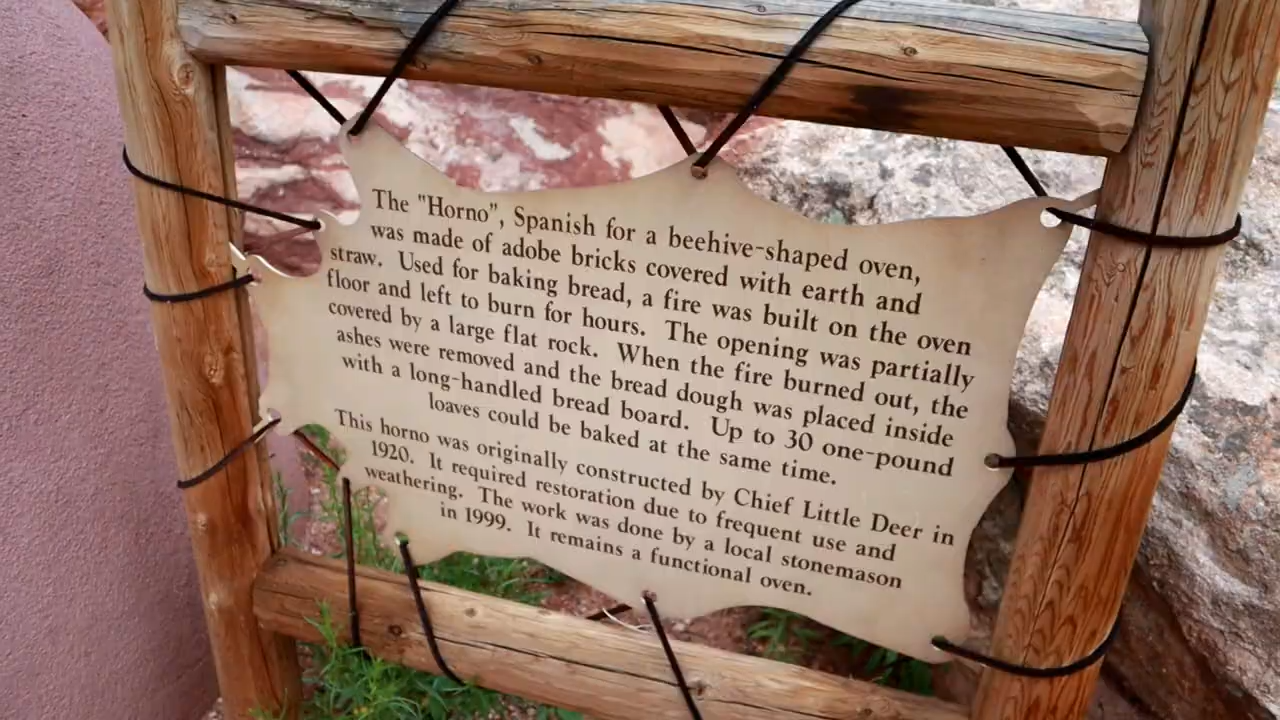 The "Horno", Spanish for a beehive-shaped oven,
was made of adobe bricks covered with earth and
straw. Used for baking bread, a fire was built on the oven
floor and left to burn for hours. The opening was partially
covered by a large flat rock. When the fire burned out, the
ashes were removed and the bread dough was placed inside
with a long-handled bread board. Up to 30 one-pound
loaves could be baked at the same time.
This horno was originally constructed by Chief Little Deer in
1920. It required restoration due to frequent use and
weathering. The work was done by a local stonemason
in 1999. It remains a functional oven.